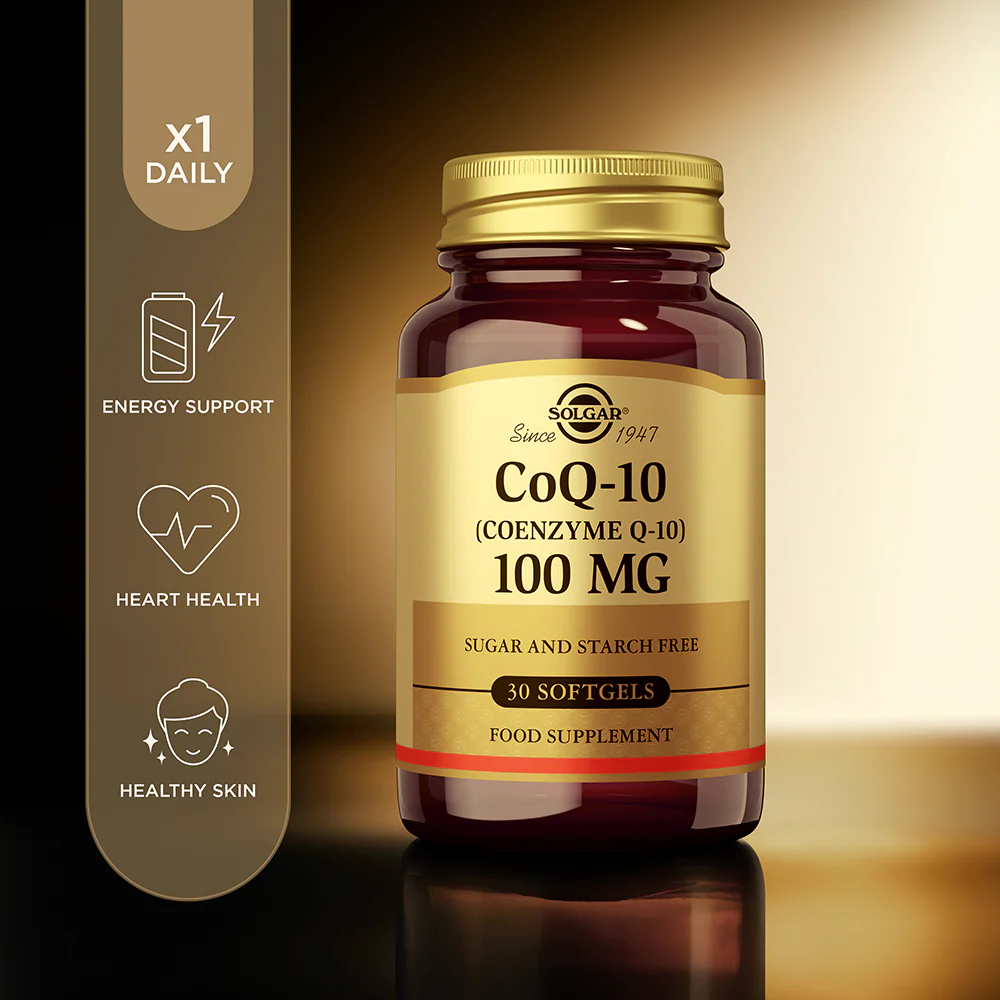 x1
DAILY
ENERGY SUPPORT
HEART HEALTH
HEALTHY SKIN
SOLGAR®
Since 1947
CoQ-10
(COENZYME Q-10)
100 MG
SUGAR AND STARCH FREE
30 SOFTGELS
FOOD SUPPLEMENT